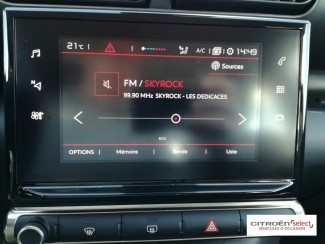 21°C A/C 14:49
Sources
FM / SKYROCK
99.90 MHz SKYROCK - LES DEDICACES
OPTIONS Mémoire Bande Liste
CITROËN Select
VÉHICULES D'OCCASION